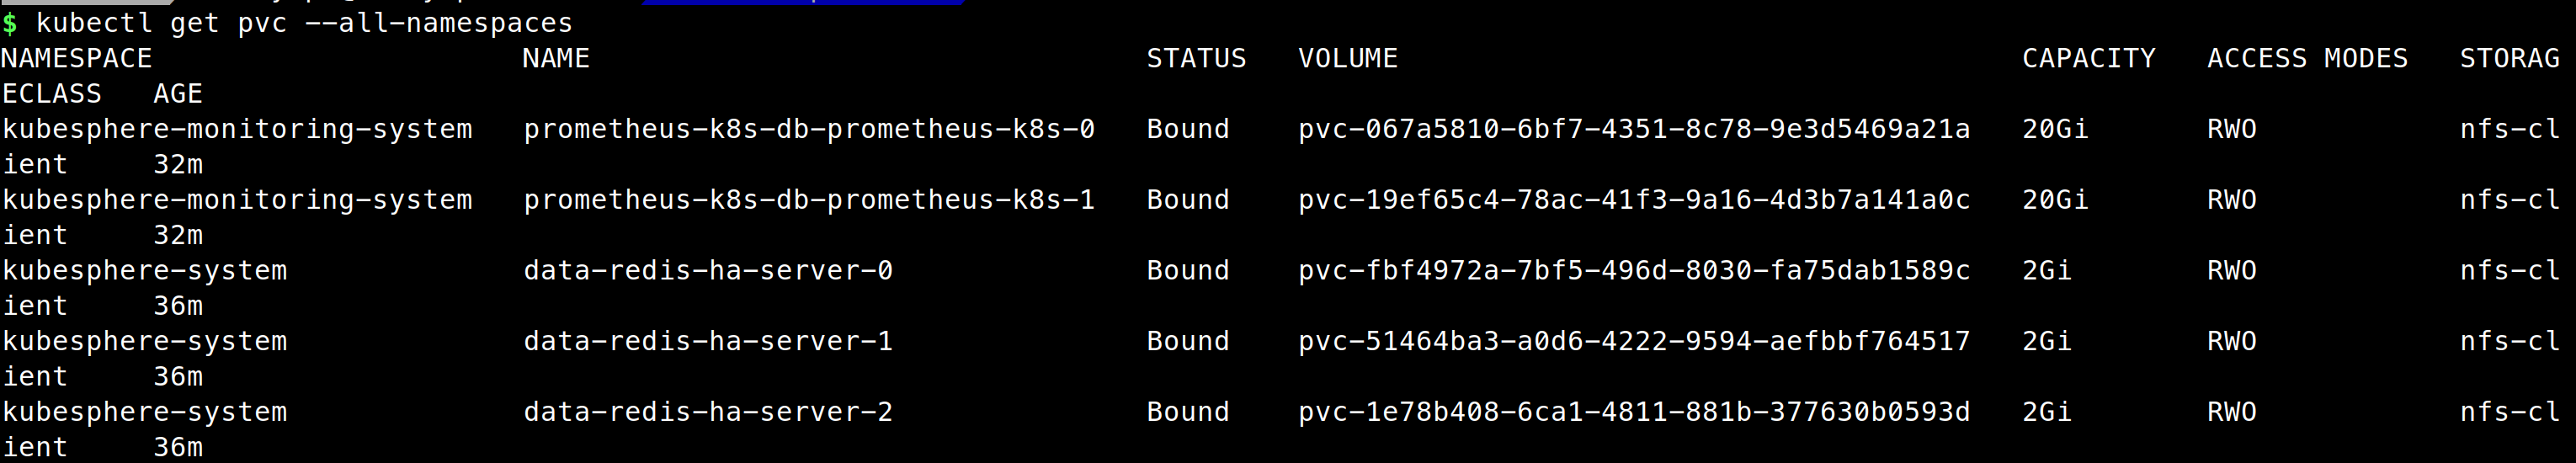 $ kubectl get pvc --all-namespaces
NAMESPACE                      NAME                                 STATUS   VOLUME                                     CAPACITY   ACCESS MODES   STORAG
ECLASS   AGE
kubesphere-monitoring-system   prometheus-k8s-db-prometheus-k8s-0   Bound    pvc-067a5810-6bf7-4351-8c78-9e3d5469a21a   20Gi       RWO            nfs-cl
ient     32m
kubesphere-monitoring-system   prometheus-k8s-db-prometheus-k8s-1   Bound    pvc-19ef65c4-78ac-41f3-9a16-4d3b7a141a0c   20Gi       RWO            nfs-cl
ient     32m
kubesphere-system              data-redis-ha-server-0               Bound    pvc-fbf4972a-7bf5-496d-8030-fa75dab1589c   2Gi        RWO            nfs-cl
ient     36m
kubesphere-system              data-redis-ha-server-1               Bound    pvc-51464ba3-a0d6-4222-9594-aefbbf764517   2Gi        RWO            nfs-cl
ient     36m
kubesphere-system              data-redis-ha-server-2               Bound    pvc-1e78b408-6ca1-4811-881b-377630b0593d   2Gi        RWO            nfs-cl
ient     36m